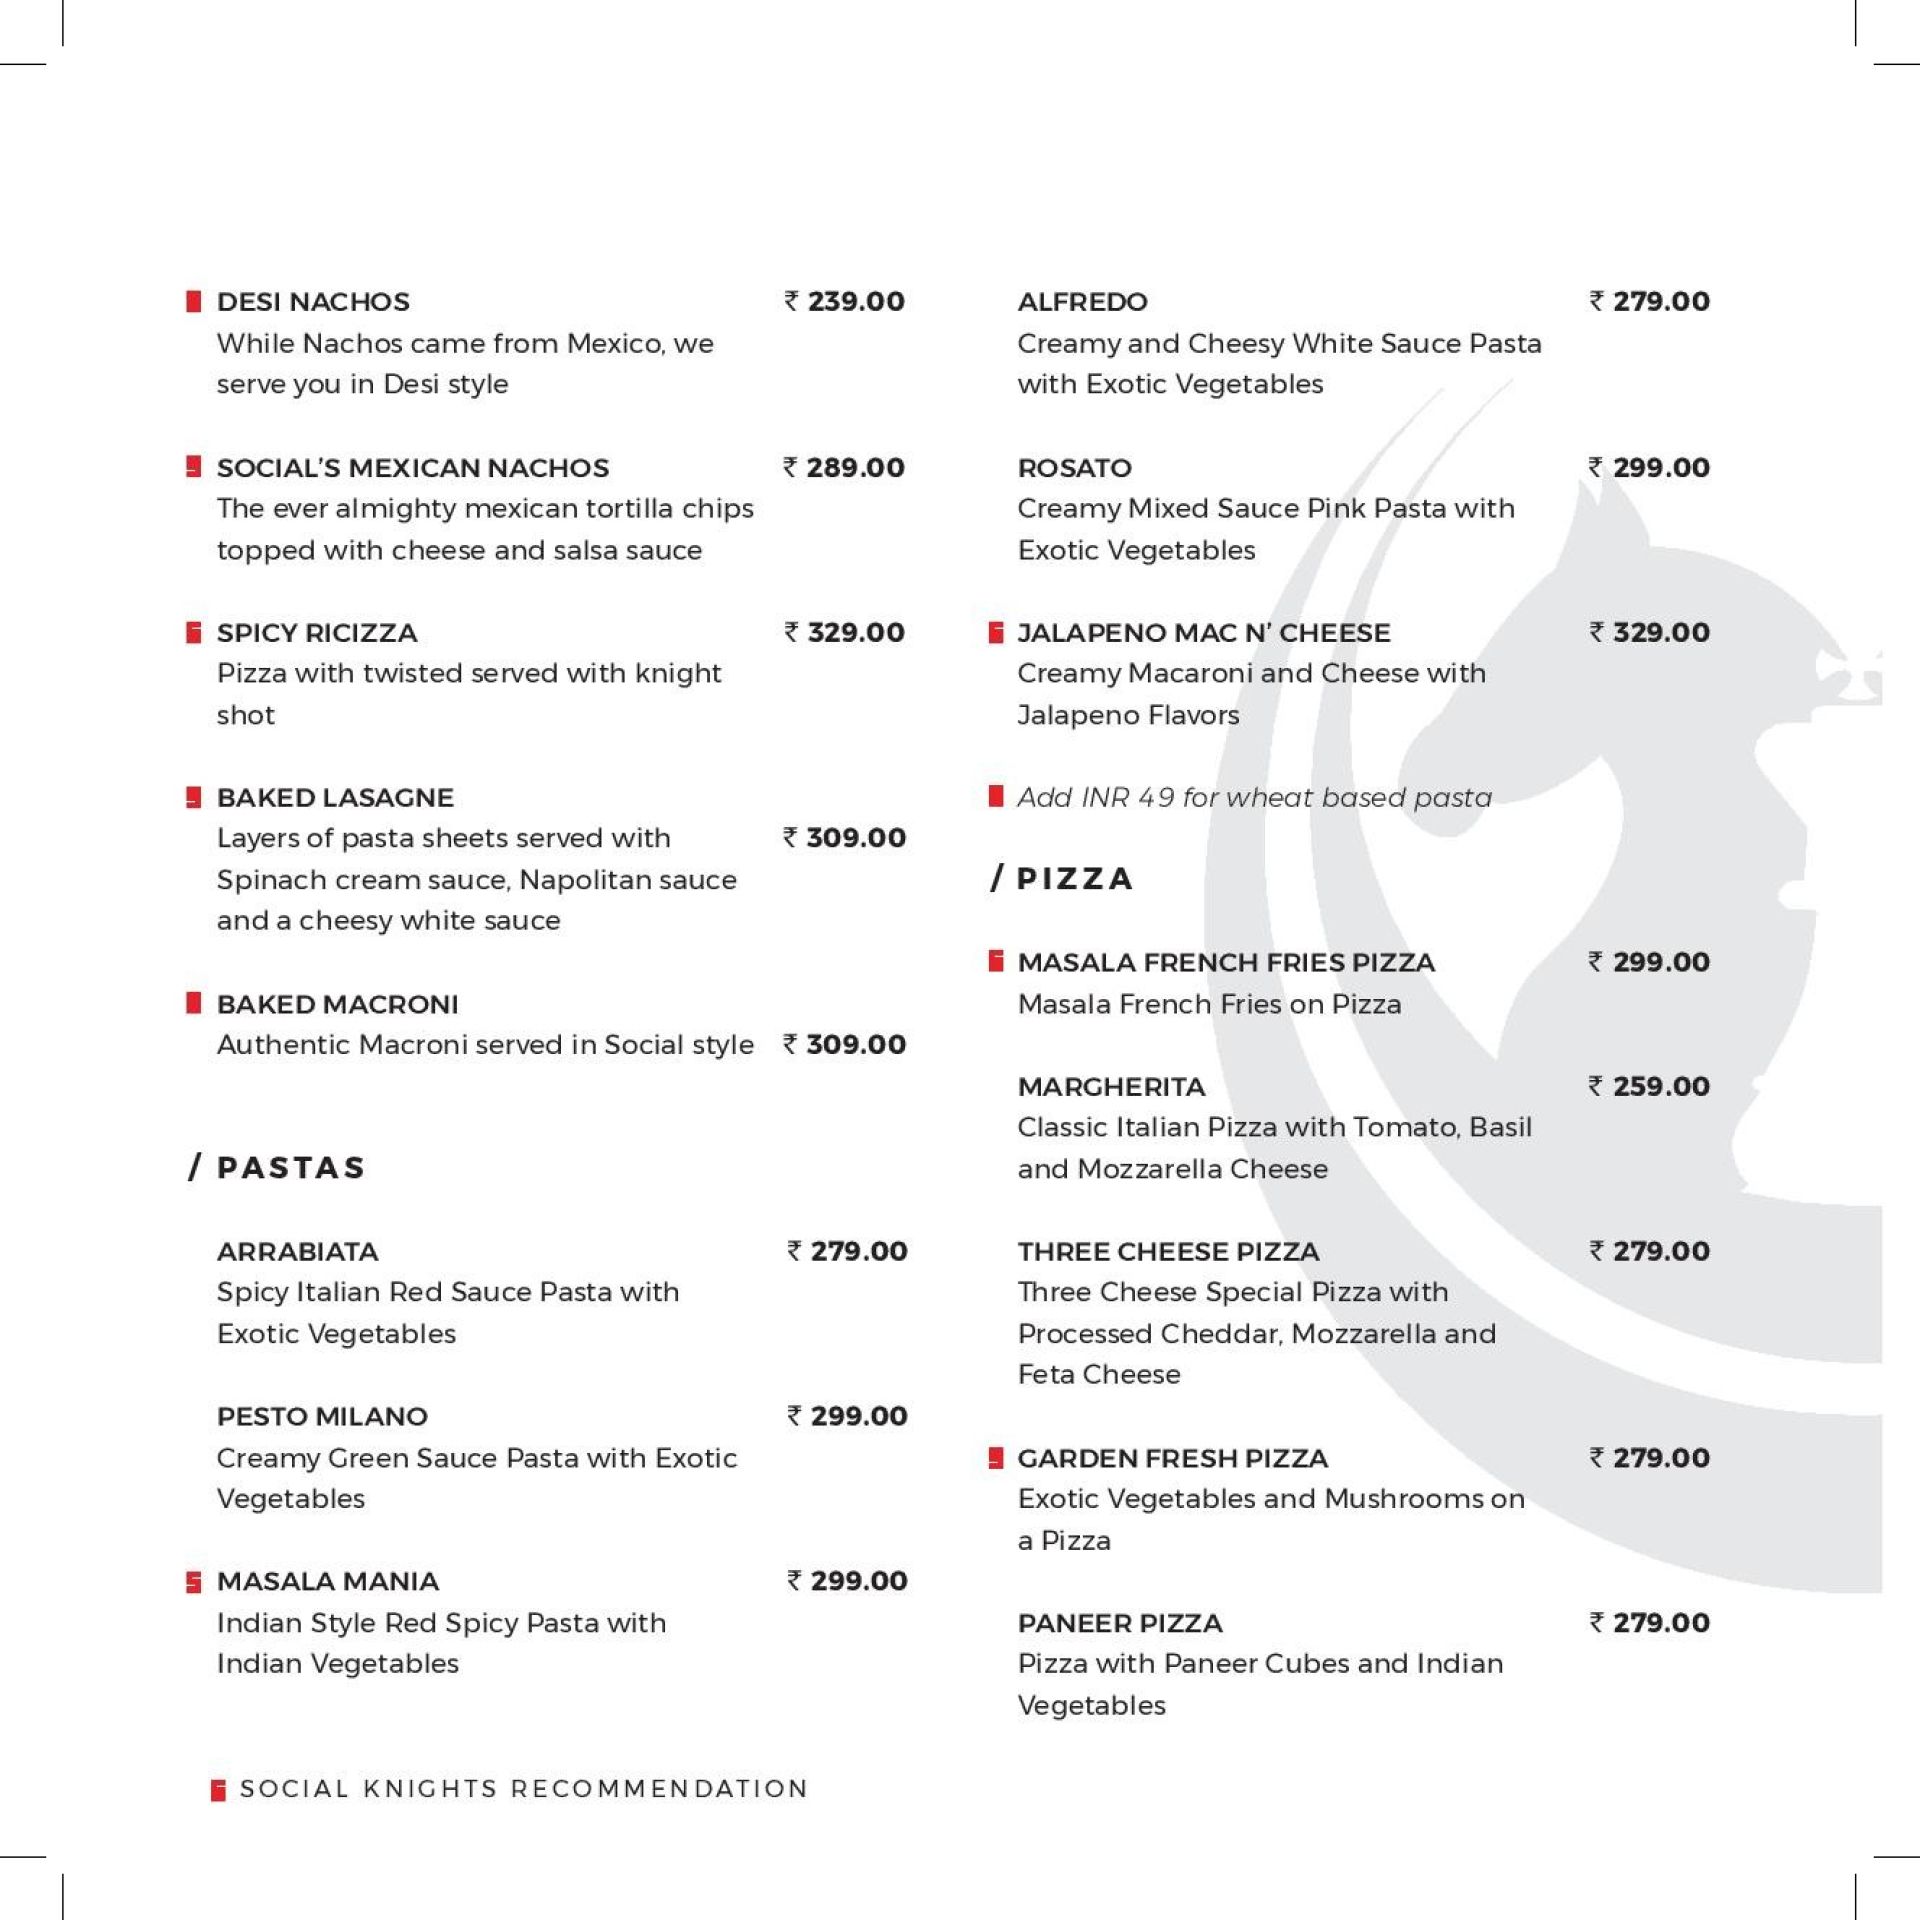 DESI NACHOS ₹ 239.00
While Nachos came from Mexico, we
serve you in Desi style
SOCIAL’S MEXICAN NACHOS ₹ 289.00
The ever almighty mexican tortilla chips
topped with cheese and salsa sauce
SPICY RICIZZA ₹ 329.00
Pizza with twisted served with knight
shot
BAKED LASAGNE
Layers of pasta sheets served with ₹ 309.00
Spinach cream sauce, Napolitan sauce
and a cheesy white sauce
BAKED MACRONI
Authentic Macroni served in Social style ₹ 309.00
/ PASTAS
ARRABIATA ₹ 279.00
Spicy Italian Red Sauce Pasta with
Exotic Vegetables
PESTO MILANO ₹ 299.00
Creamy Green Sauce Pasta with Exotic
Vegetables
MASALA MANIA ₹ 299.00
Indian Style Red Spicy Pasta with
Indian Vegetables
SOCIAL KNIGHTS RECOMMENDATION
ALFREDO ₹ 279.00
Creamy and Cheesy White Sauce Pasta
with Exotic Vegetables
ROSATO ₹ 299.00
Creamy Mixed Sauce Pink Pasta with
Exotic Vegetables
JALAPENO MAC N’ CHEESE ₹ 329.00
Creamy Macaroni and Cheese with
Jalapeno Flavors
Add INR 49 for wheat based pasta
/ PIZZA
MASALA FRENCH FRIES PIZZA ₹ 299.00
Masala French Fries on Pizza
MARGHERITA ₹ 259.00
Classic Italian Pizza with Tomato, Basil
and Mozzarella Cheese
THREE CHEESE PIZZA ₹ 279.00
Three Cheese Special Pizza with
Processed Cheddar, Mozzarella and
Feta Cheese
GARDEN FRESH PIZZA ₹ 279.00
Exotic Vegetables and Mushrooms on
a Pizza
PANEER PIZZA ₹ 279.00
Pizza with Paneer Cubes and Indian
Vegetables